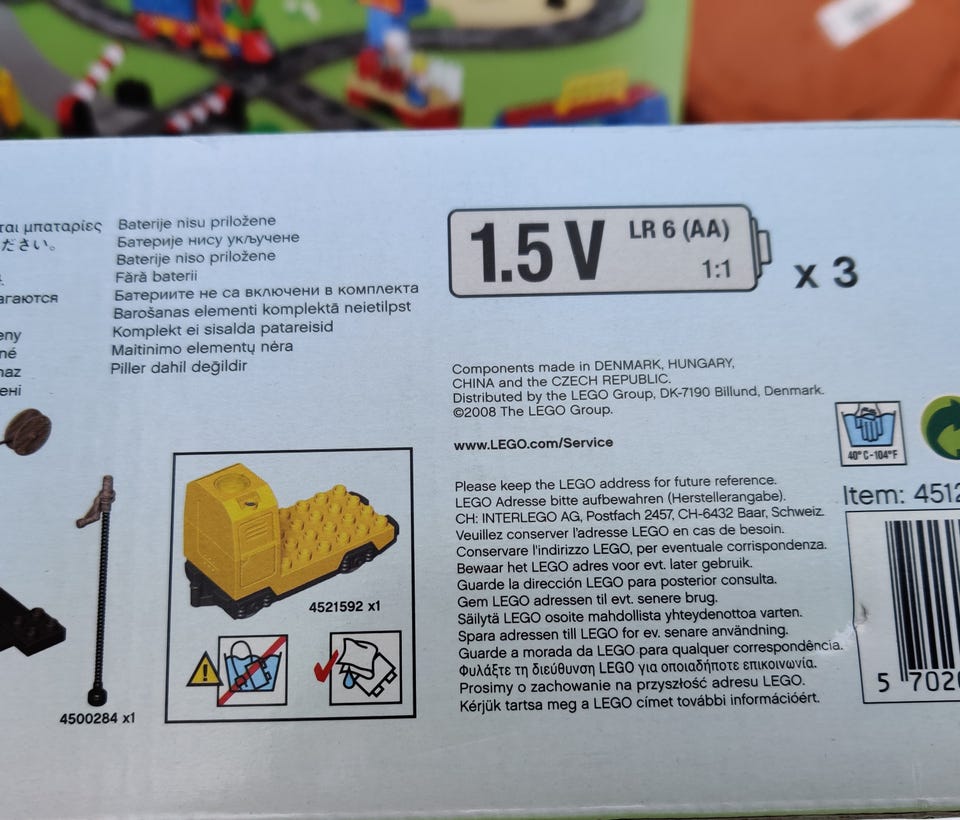 ται μπαταρίες
ださい。
агаются
eny
né
naz
ені
Baterije nisu priložene
Батерије нису укључене
Baterije niso priložene
Fără baterii
Батериите не са включени в комплекта
Barošanas elementi komplektā neietilpst
Komplekt ei sisalda patareisid
Maitinimo elementų nėra
Piller dahil değildir
1.5 V LR 6 (AA)
1:1
x 3
Components made in DENMARK, HUNGARY,
CHINA and the CZECH REPUBLIC.
Distributed by the LEGO Group, DK-7190 Billund, Denmark.
©2008 The LEGO Group.
www.LEGO.com/Service
40°C-104°F
Please keep the LEGO address for future reference.
LEGO Adresse bitte aufbewahren (Herstellerangabe).
CH: INTERLEGO AG, Postfach 2457, CH-6432 Baar, Schweiz.
Veuillez conserver l'adresse LEGO en cas de besoin.
Conservare l'indirizzo LEGO, per eventuale corrispondenza.
Bewaar het LEGO adres voor evt. later gebruik.
Guarde la dirección LEGO para posterior consulta.
Gem LEGO adressen til evt. senere brug.
Säilytä LEGO osoite mahdollista yhteydenottoa varten.
Spara adressen till LEGO for ev. senare användning.
Guarde a morada da LEGO para qualquer correspondência.
Φυλάξτε τη διεύθυνση LEGO για οποιαδήποτε επικοινωνία.
Prosimy o zachowanie na przyszłość adresu LEGO.
Kérjük tartsa meg a LEGO címet további információért.
Item: 4512
5 702
4521592 x1
4500284 x1